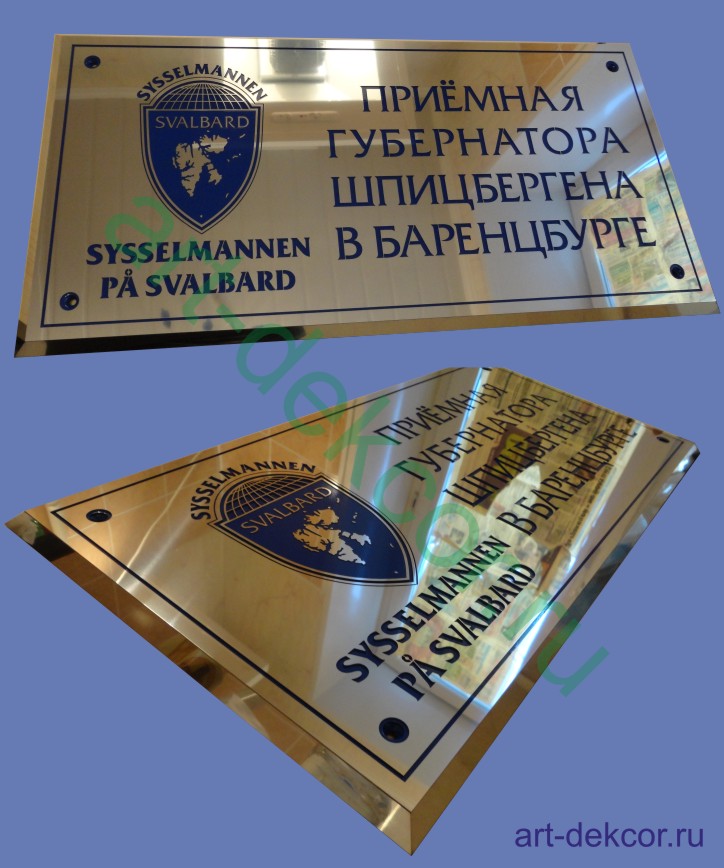 SYSSELMANNEN
SVALBARD
SYSSELMANNEN
PÅ SVALBARD
ПРИЁМНАЯ
ГУБЕРНАТОРА
ШПИЦБЕРГЕНА
В БАРЕНЦБУРГЕ
art-dekcor.ru
SYSSELMANNEN
SVALBARD
SYSSELMANNEN
PÅ SVALBARD
ПРИЁМНАЯ
ГУБЕРНАТОРА
ШПИЦБЕРГЕНА
В БАРЕНЦБУРГЕ
art-dekcor.ru